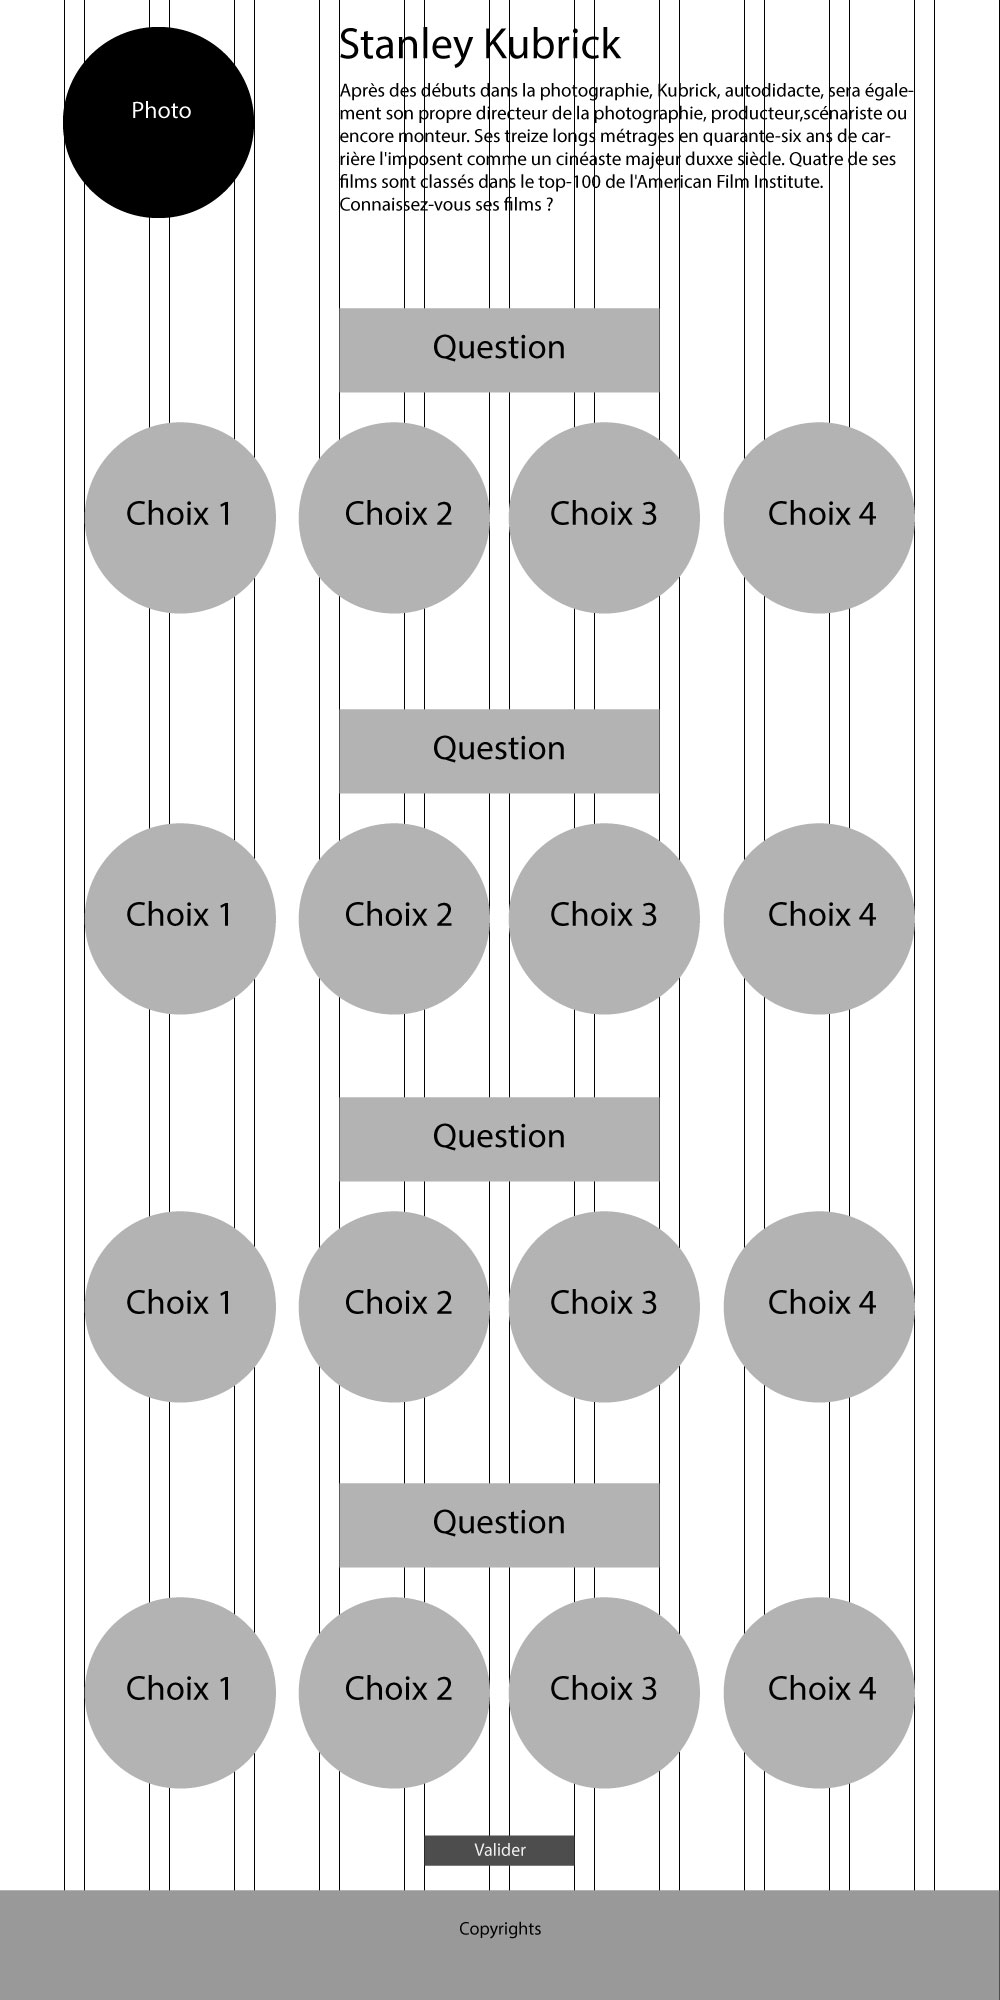 Photo
Stanley Kubrick
Après des débuts dans la photographie, Kubrick, autodidacte, sera égale-
ment son propre directeur de la photographie, producteur,scénariste ou
encore monteur. Ses treize longs métrages en quarante-six ans de car-
rière l'imposent comme un cinéaste majeur duxxe siècle. Quatre de ses
films sont classés dans le top-100 de l'American Film Institute.
Connaissez-vous ses films ?
Question
Choix 1 Choix 2 Choix 3 Choix 4
Question
Choix 1 Choix 2 Choix 3 Choix 4
Question
Choix 1 Choix 2 Choix 3 Choix 4
Question
Choix 1 Choix 2 Choix 3 Choix 4
Valider
Copyrights